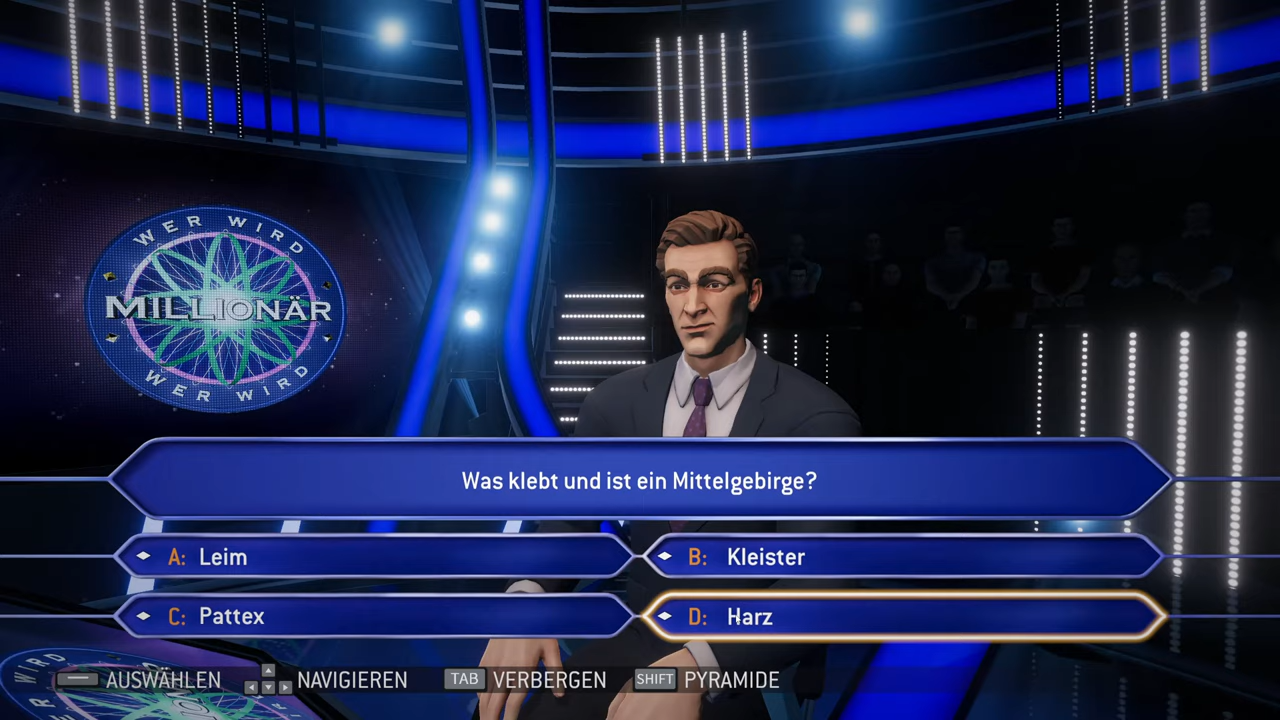 WER WIRD
MILLIONÄR
WER WIRD
Was klebt und ist ein Mittelgebirge?
A: Leim
B: Kleister
C: Pattex
D: Harz
WIRD
AUSWÄHLEN
NAVIGIEREN
TAB VERBERGEN
SHIFT PYRAMIDE